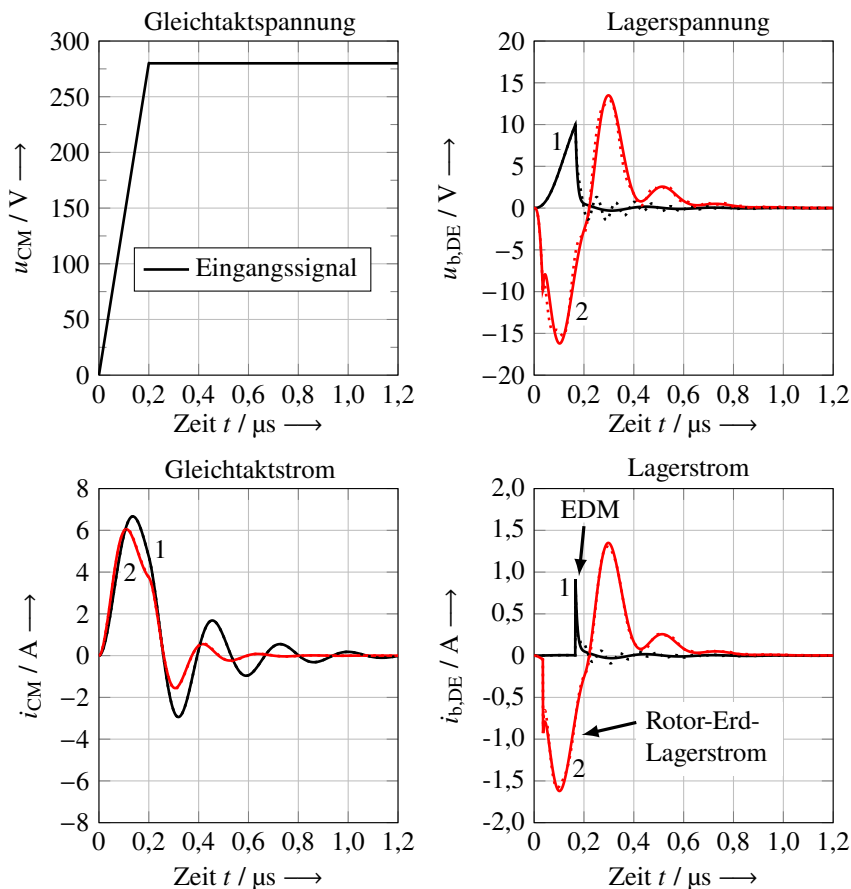 Gleichtaktspannung
300
250
200
150
100
50
0
u_CM / V ⟶
Eingangssignal
0 0,2 0,4 0,6 0,8 1,0 1,2
Zeit t / µs ⟶
Lagerspannung
20
15
10
5
0
−5
−10
−15
−20
u_b,DE / V ⟶
1
2
0 0,2 0,4 0,6 0,8 1,0 1,2
Zeit t / µs ⟶
Gleichtaktstrom
8
6
4
2
0
−2
−4
−6
−8
i_CM / A ⟶
1
2
0 0,2 0,4 0,6 0,8 1,0 1,2
Zeit t / µs ⟶
Lagerstrom
2,0
1,5
1,0
0,5
0
-0,5
-1,0
-1,5
-2,0
i_b,DE / A ⟶
EDM
1
Rotor-Erd-
Lagerstrom
2
0 0,2 0,4 0,6 0,8 1,0 1,2
Zeit t / µs ⟶